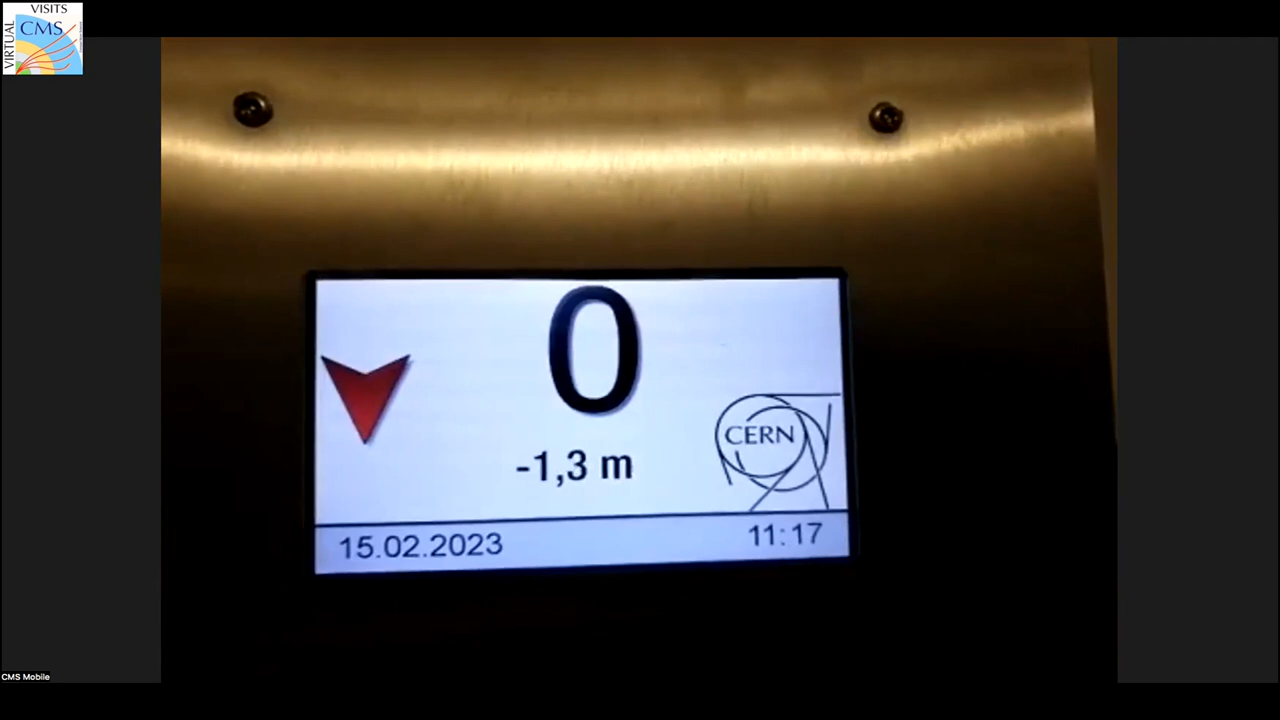 VISITS
CMS
VIRTUAL
0
-1,3 m
CERN
15.02.2023
11:17
CMS Mobile